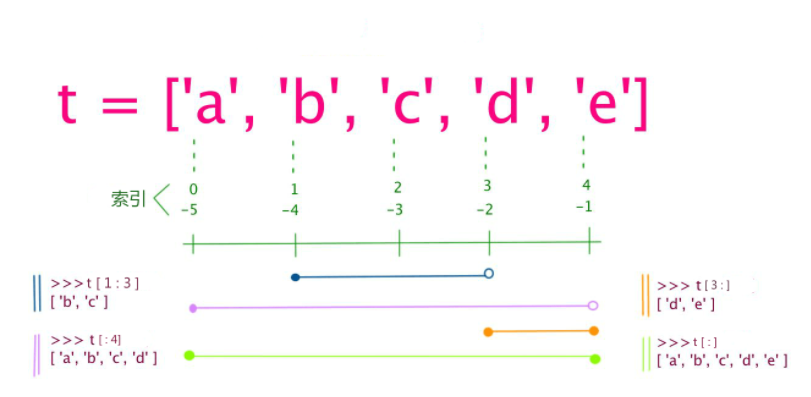 t = ['a', 'b', 'c', 'd', 'e']
索引
0 1 2 3 4
-5 -4 -3 -2 -1
>>>t[1:3]
['b', 'c']
>>> t[3:]
['d', 'e']
>>> t[:4]
['a', 'b', 'c', 'd']
>>>t[:]
['a', 'b', 'c', 'd', 'e']